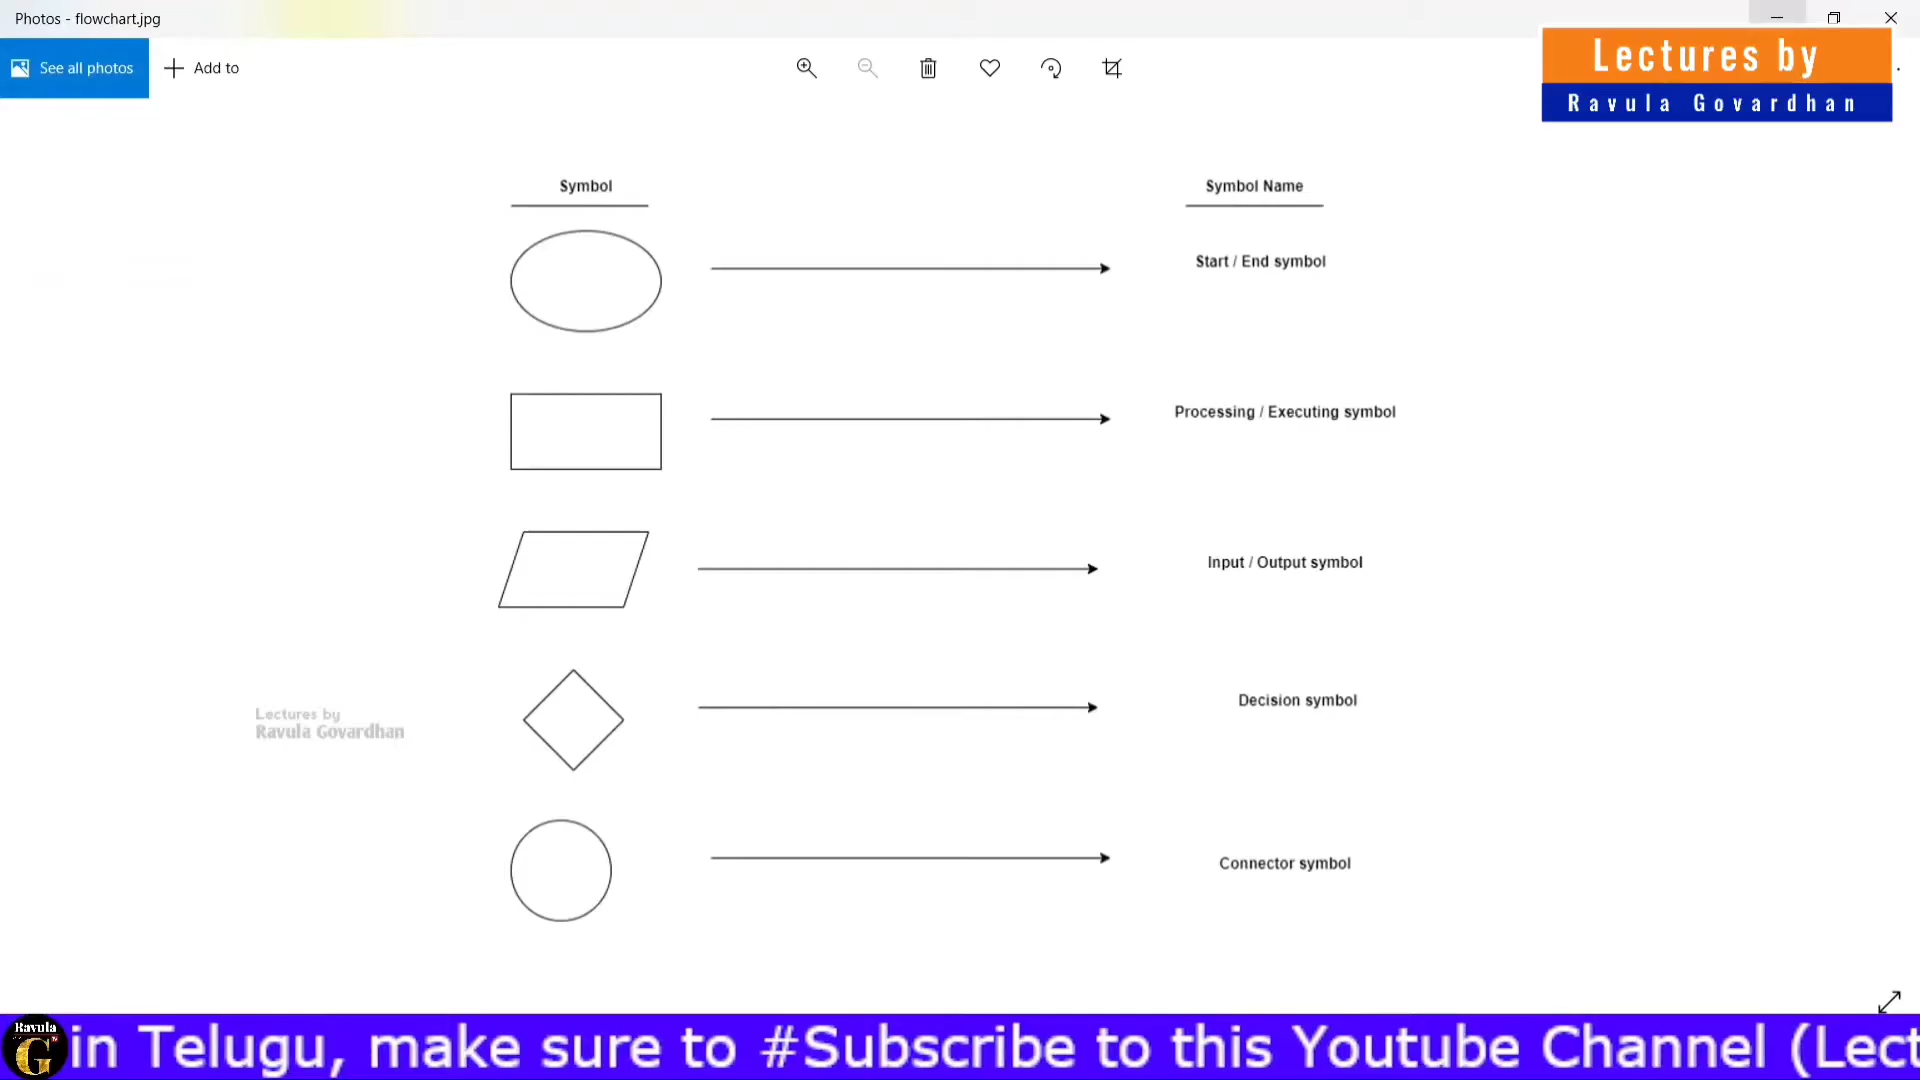 Photos - flowchart.jpg
See all photos
Add to
Lectures by
Ravula Govardhan
Symbol
Symbol Name
Start / End symbol
Processing / Executing symbol
Input / Output symbol
Decision symbol
Lectures by
Ravula Govardhan
Connector symbol
Ravula
G
in Telugu, make sure to #Subscribe to this Youtube Channel (Lect